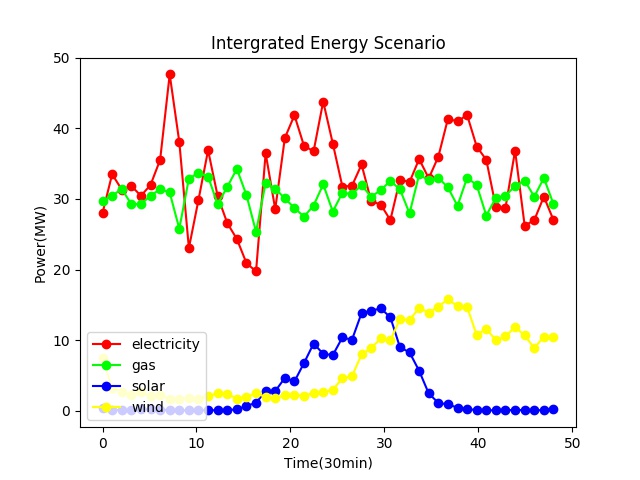 Intergrated Energy Scenario
Power(MW)
50
40
30
20
10
0
electricity
gas
solar
wind
0 10 20 30 40 50
Time(30min)